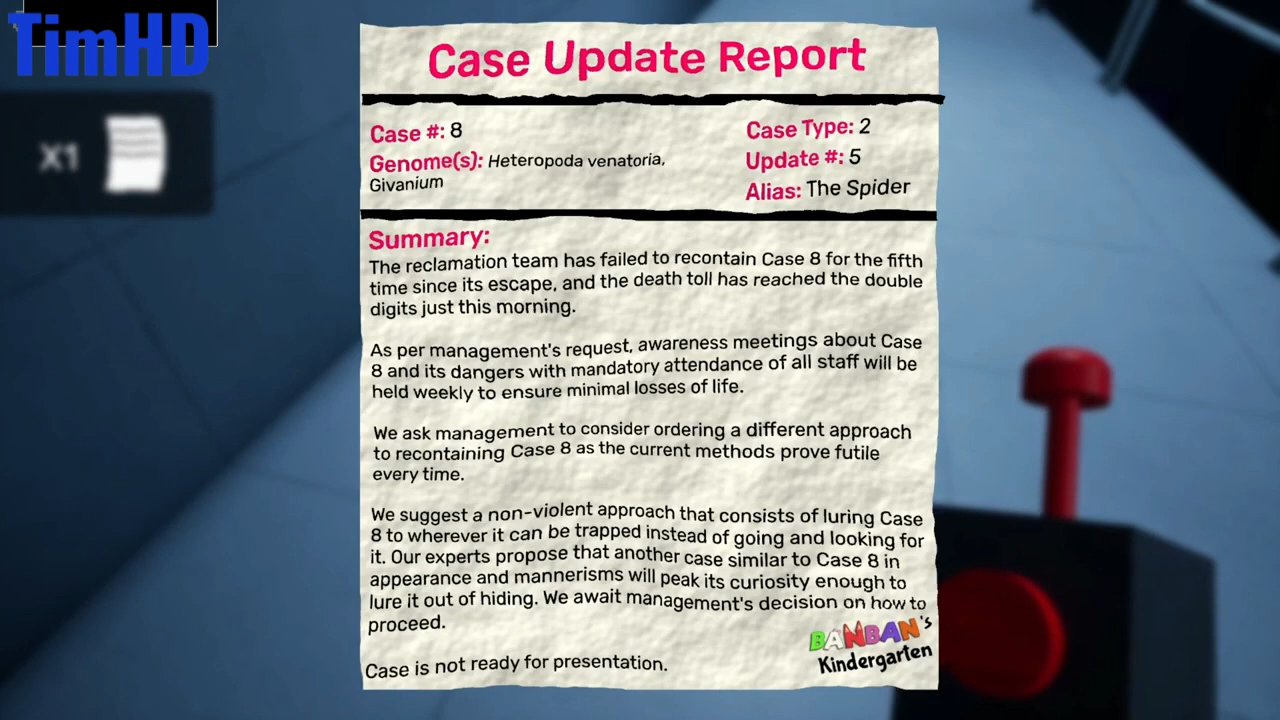 TimHD
X1
Case Update Report
Case #: 8
Case Type: 2
Genome(s): Heteropoda venatoria,
Givanium
Update #: 5
Alias: The Spider
Summary:
The reclamation team has failed to recontain Case 8 for the fifth
time since its escape, and the death toll has reached the double
digits just this morning.
As per management's request, awareness meetings about Case
8 and its dangers with mandatory attendance of all staff will be
held weekly to ensure minimal losses of life.
We ask management to consider ordering a different approach
to recontaining Case 8 as the current methods prove futile
every time.
We suggest a non-violent approach that consists of luring Case
8 to wherever it can be trapped instead of going and looking for
it. Our experts propose that another case similar to Case 8 in
appearance and mannerisms will peak its curiosity enough to
lure it out of hiding. We await management's decision on how to
proceed.
BANBAN's
Kindergarten
Case is not ready for presentation.